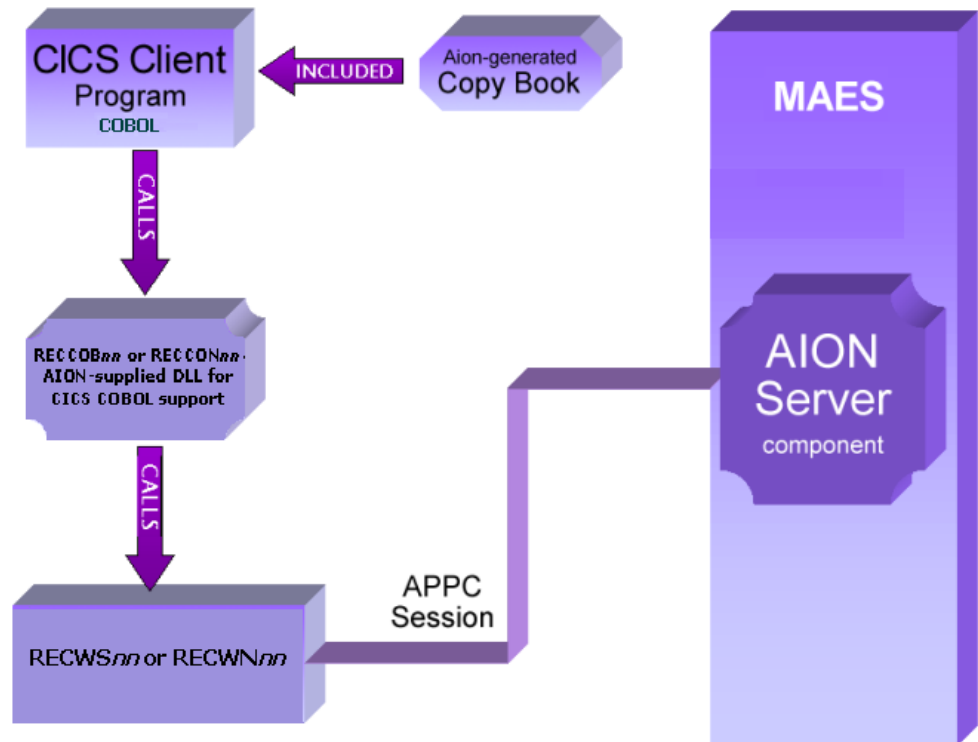 CICS Client
Program
COBOL
INCLUDED
Aion-generated
Copy Book
MAES
CALLS
RECCOBnn or RECCONnn-
AION-supplied DLL for
CICS COBOL support
AION
Server
component
CALLS
APPC
Session
RECWSnn or RECWNnn